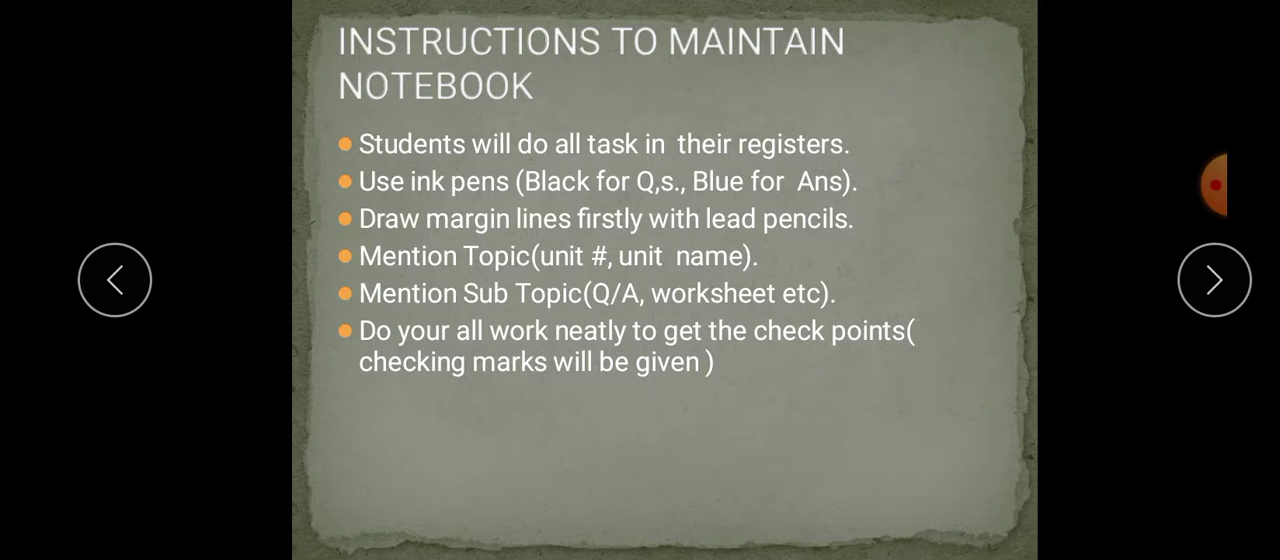 INSTRUCTIONS TO MAINTAIN
NOTEBOOK
Students will do all task in  their registers.
Use ink pens (Black for Q,s., Blue for  Ans).
Draw margin lines firstly with lead pencils.
Mention Topic(unit #, unit  name).
Mention Sub Topic(Q/A, worksheet etc).
Do your all work neatly to get the check points(
checking marks will be given )